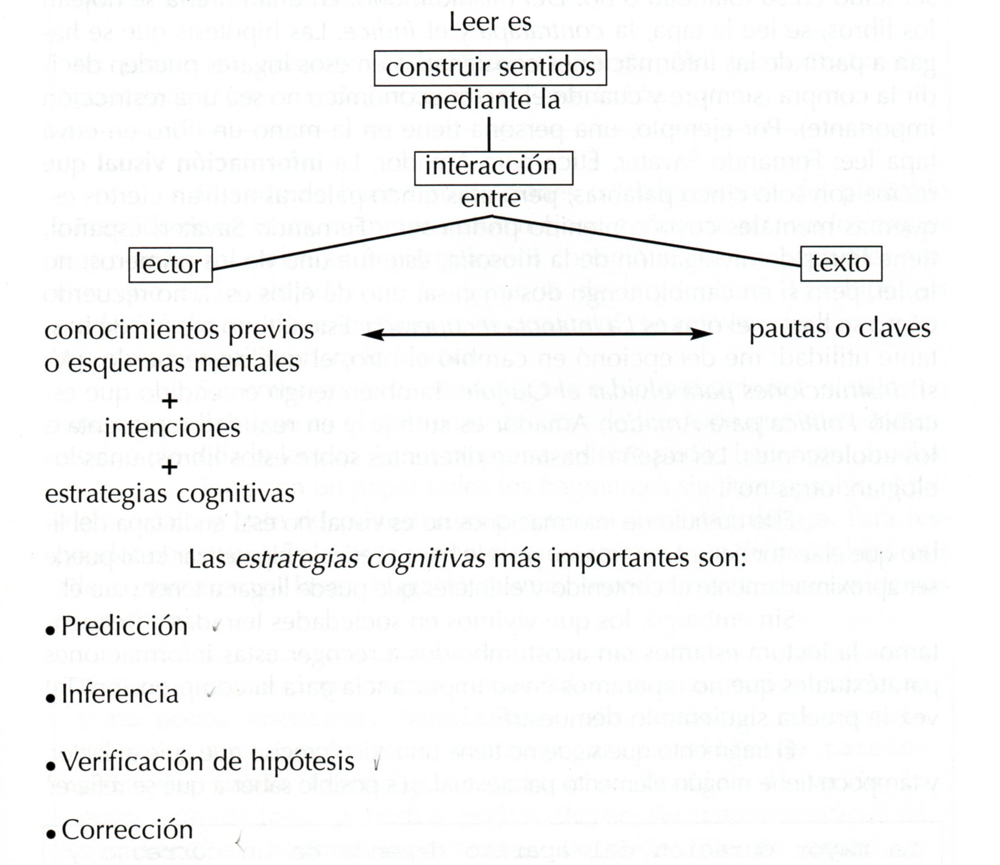 Leer es
construir sentidos
mediante la
interacción
entre
lector
texto
conocimientos previos
o esquemas mentales
pautas o claves
+
intenciones
+
estrategias cognitivas
Las estrategias cognitivas más importantes son:
• Predicción
• Inferencia
• Verificación de hipótesis
• Corrección